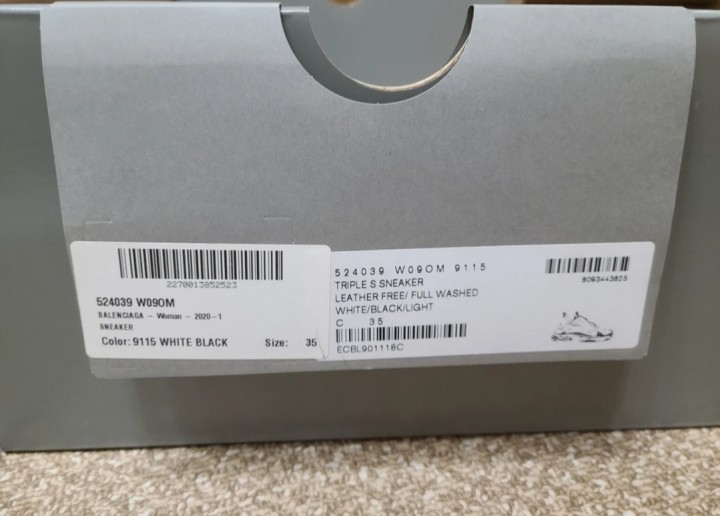 2270013852523
524039 W09OM
BALENCIAGA - Woman - 2020-1
SNEAKER
Color: 9115 WHITE BLACK Size: 35
524039 W09OM 9115
TRIPLE S SNEAKER
LEATHER FREE/ FULL WASHED
WHITE/BLACK/LIGHT
C 35
ECBL901118C
8093443823